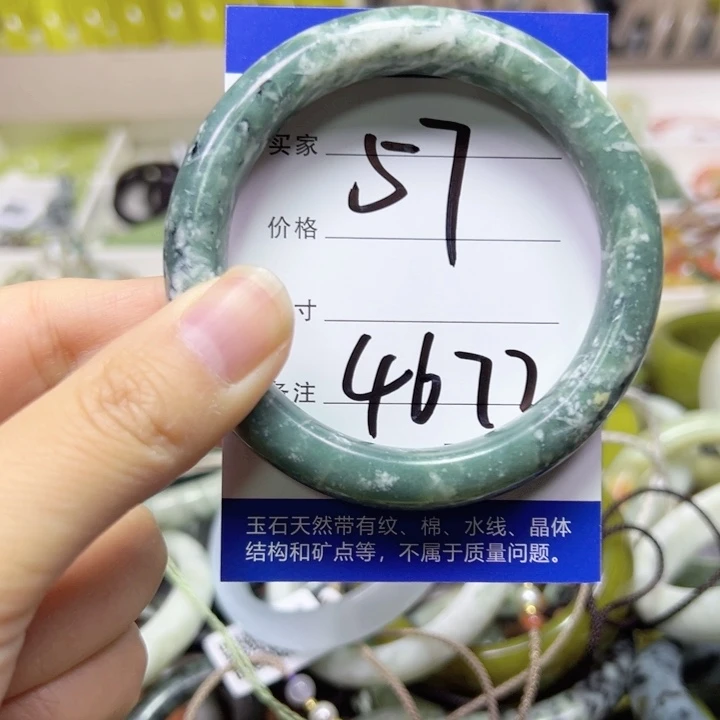 买家
57
价格
寸
备注
4677
玉石天然带有纹、棉、水线、晶体
结构和矿点等，不属于质量问题。